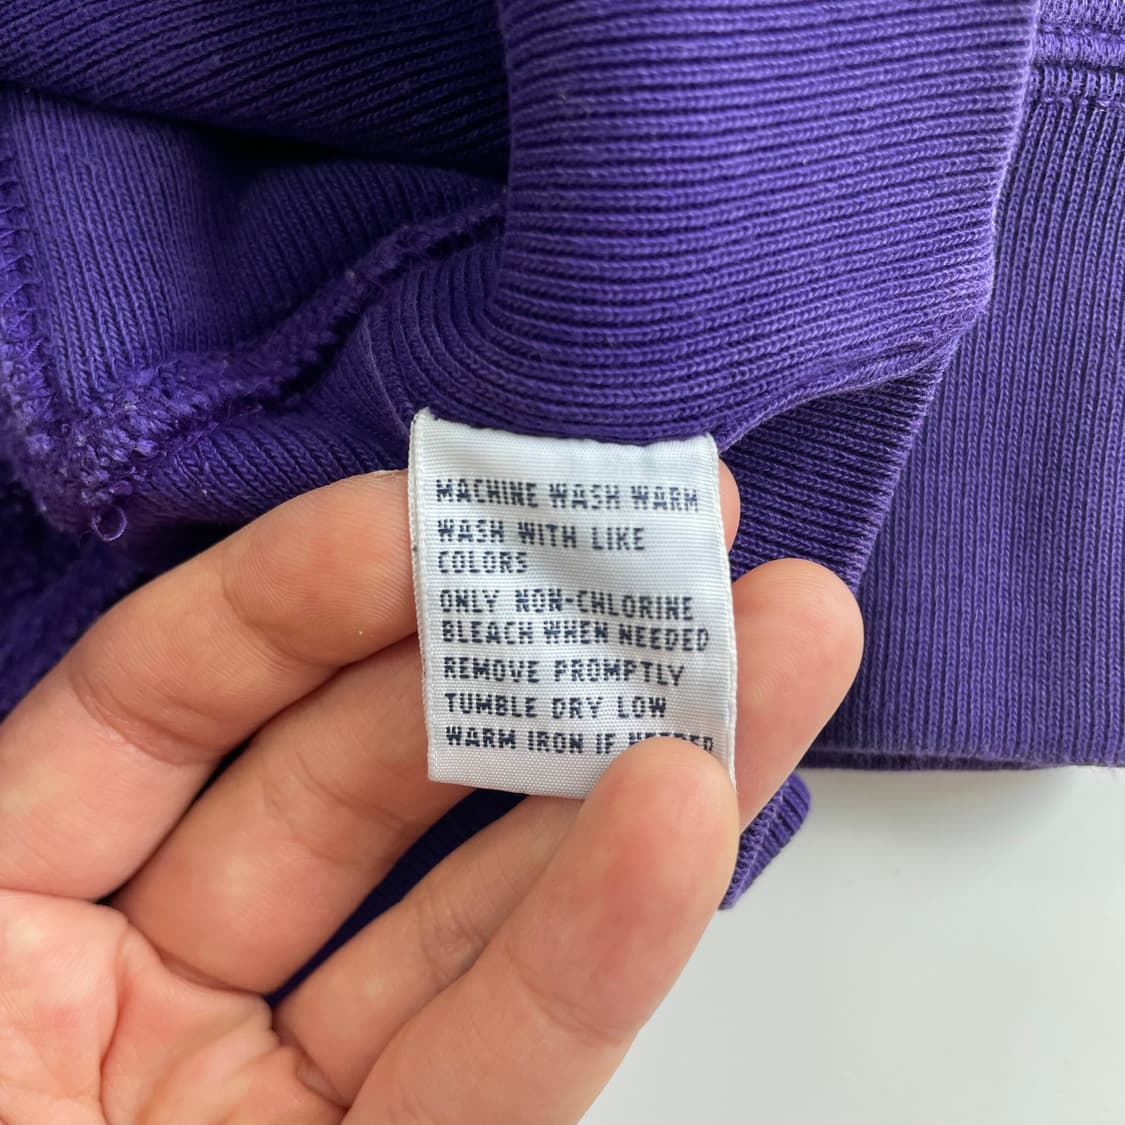 MACHINE WASH WARM
WASH WITH LIKE
COLORS
ONLY NON-CHLORINE
BLEACH WHEN NEEDED
REMOVE PROMPTLY
TUMBLE DRY LOW
WARM IRON IF NEEDED